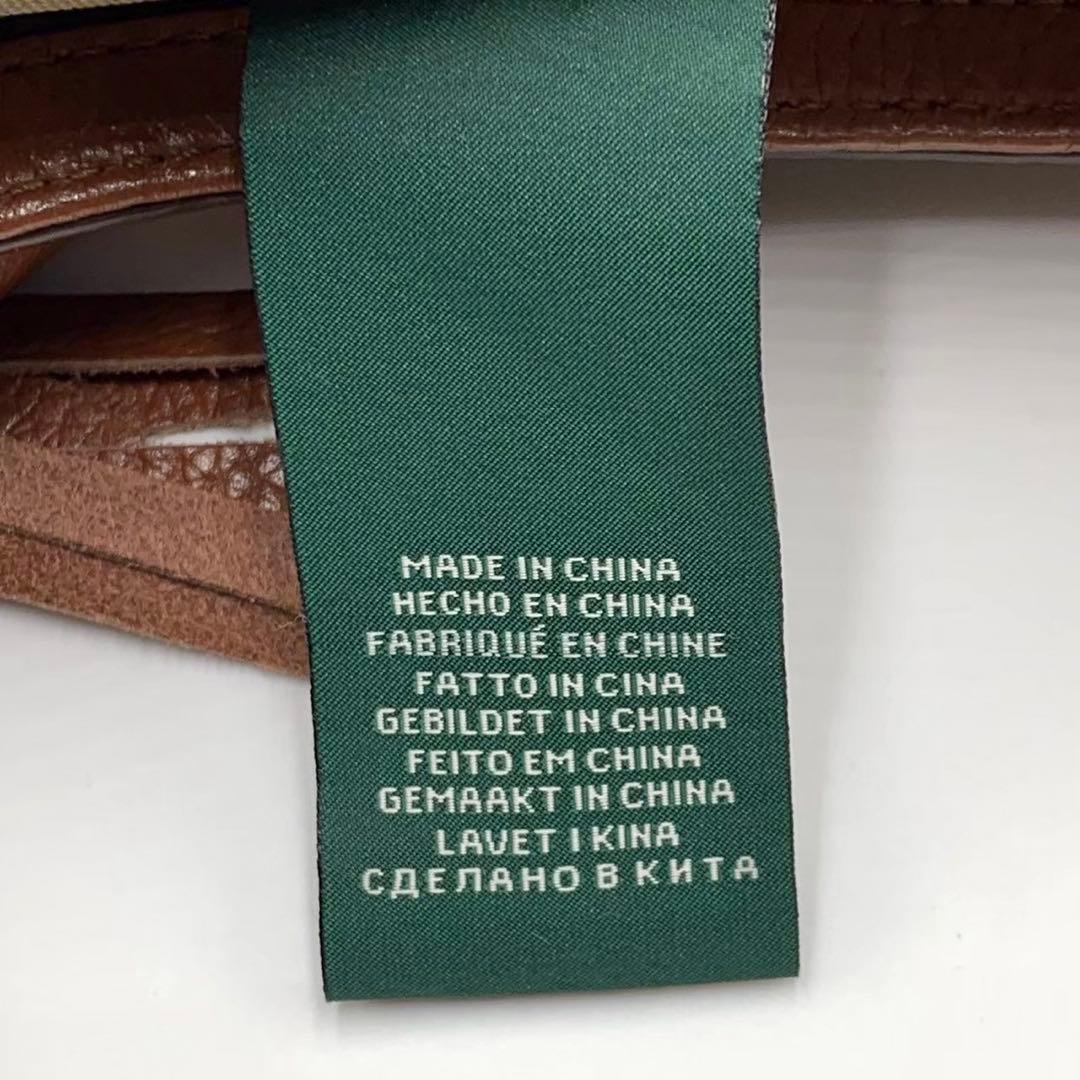 MADE IN CHINA
HECHO EN CHINA
FABRIQUÉ EN CHINE
FATTO IN CINA
GEBILDET IN CHINA
FEITO EM CHINA
GEMAAKT IN CHINA
LAVET I KINA
СДЕЛАНО В КИТА